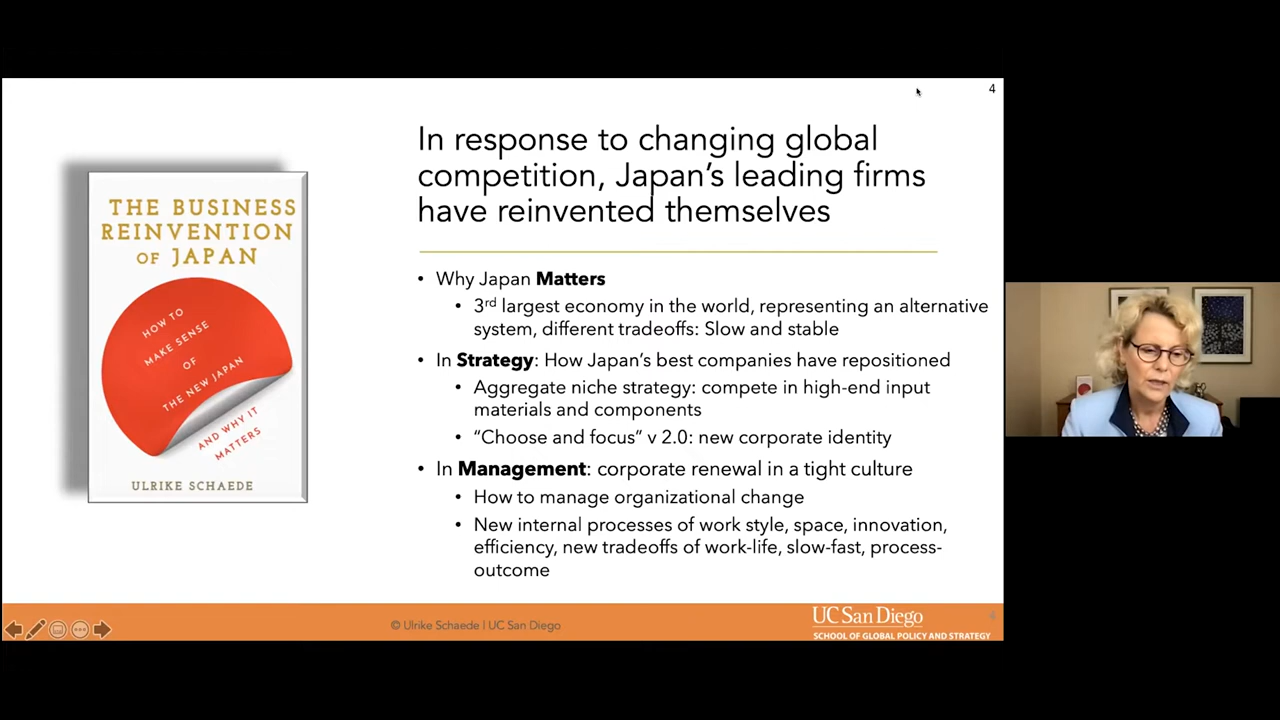 4
THE BUSINESS
REINVENTION
OF JAPAN
HOW TO
MAKE SENSE
OF
THE NEW JAPAN
AND WHY IT
MATTERS
ULRIKE SCHAEDE
In response to changing global
competition, Japan's leading firms
have reinvented themselves
• Why Japan Matters
• 3rd largest economy in the world, representing an alternative
system, different tradeoffs: Slow and stable
• In Strategy: How Japan's best companies have repositioned
• Aggregate niche strategy: compete in high-end input
materials and components
• “Choose and focus” v 2.0: new corporate identity
• In Management: corporate renewal in a tight culture
• How to manage organizational change
• New internal processes of work style, space, innovation,
efficiency, new tradeoffs of work-life, slow-fast, process-
outcome
© Ulrike Schaede | UC San Diego
UC San Diego
SCHOOL OF GLOBAL POLICY AND STRATEGY
4